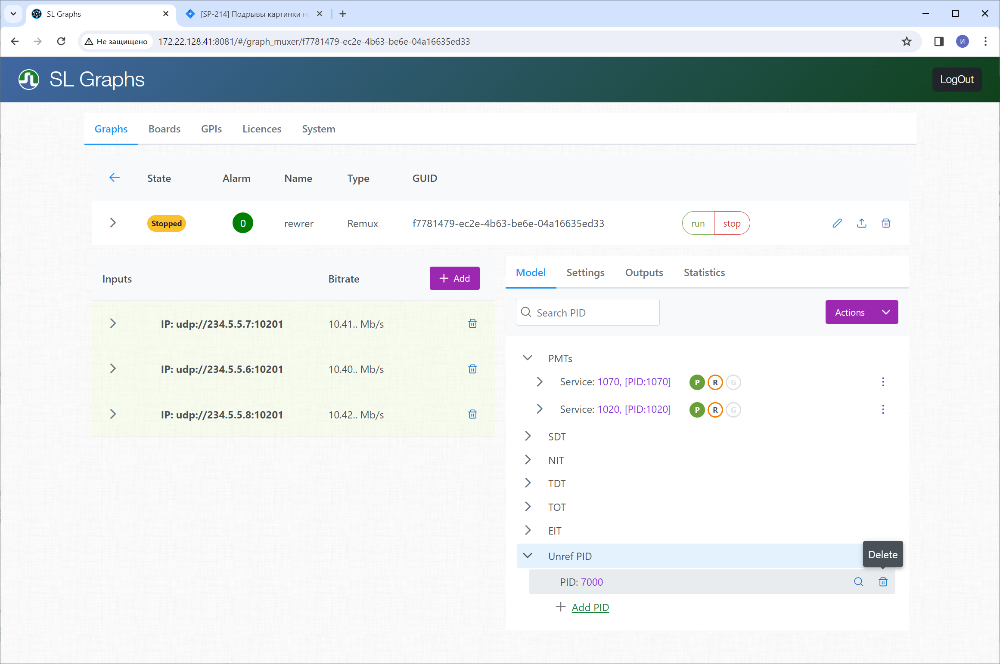 SL Graphs
[SP-214] Подрывы картинки
Не защищено
172.22.128.41:8081/#/graph_muxer/f7781479-ec2e-4b63-be6e-04a16635ed33
И
SL Graphs
LogOut
Graphs Boards GPIs Licences System
State Alarm Name Type GUID
Stopped 0 rewrer Remux f7781479-ec2e-4b63-be6e-04a16635ed33 run stop
Inputs Bitrate Add
IP: udp://234.5.5.7:10201 10.41.. Mb/s
IP: udp://234.5.5.6:10201 10.40.. Mb/s
IP: udp://234.5.5.8:10201 10.42.. Mb/s
Model Settings Outputs Statistics
Search PID
Actions
PMTs
Service: 1070, [PID:1070] P R G
Service: 1020, [PID:1020] P R G
SDT
NIT
TDT
TOT
EIT
Unref PID
Delete
PID: 7000
Add PID